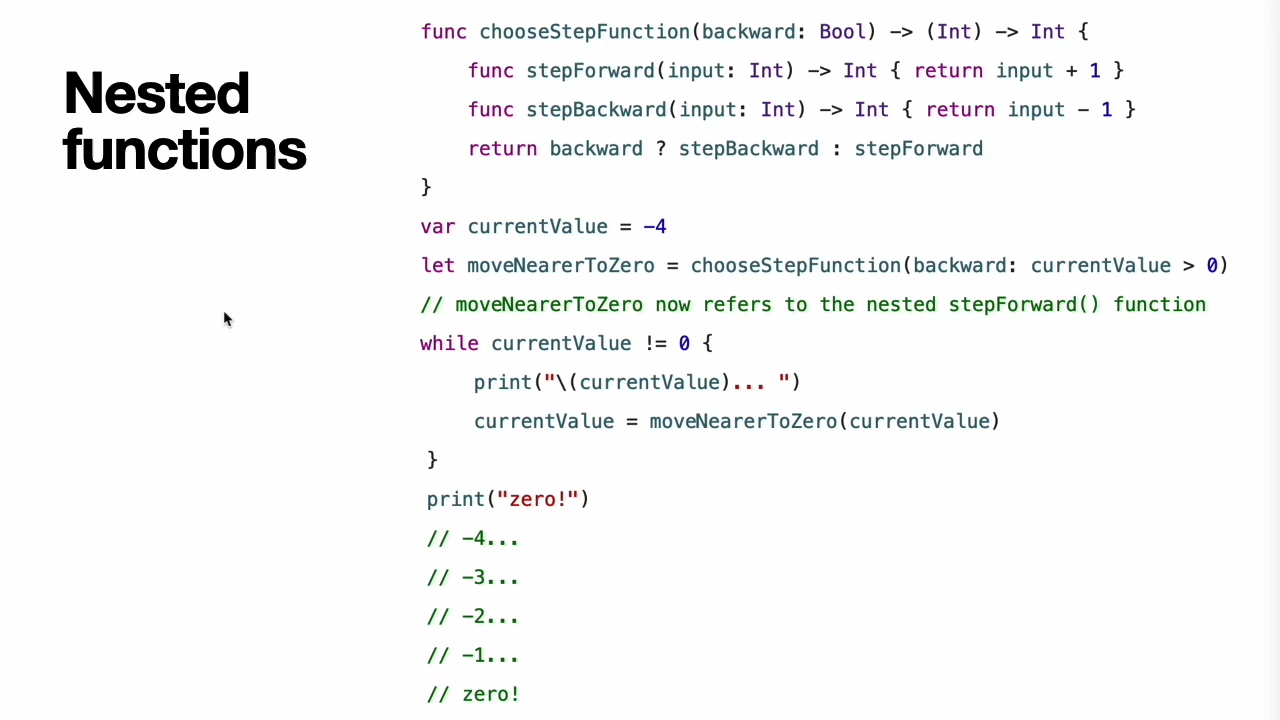 Nested
functions
func chooseStepFunction(backward: Bool) -> (Int) -> Int {
func stepForward(input: Int) -> Int { return input + 1 }
func stepBackward(input: Int) -> Int { return input - 1 }
return backward ? stepBackward : stepForward
}
var currentValue = -4
let moveNearerToZero = chooseStepFunction(backward: currentValue > 0)
// moveNearerToZero now refers to the nested stepForward() function
while currentValue != 0 {
print("\(currentValue)... ")
currentValue = moveNearerToZero(currentValue)
}
print("zero!")
// -4...
// -3...
// -2...
// -1...
// zero!